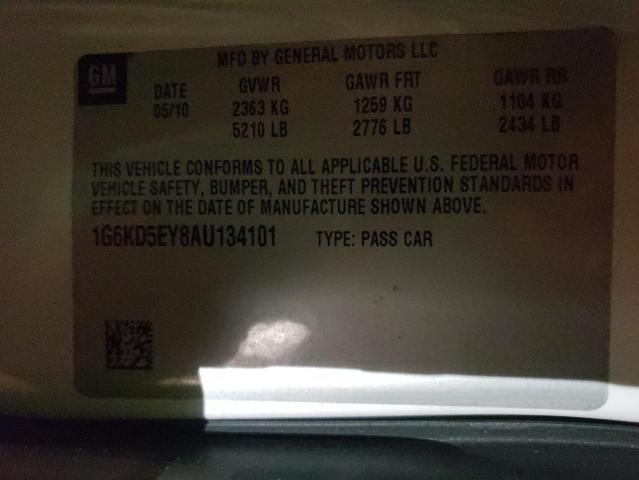 GM
MFD BY GENERAL MOTORS LLC
DATE GVWR GAWR FRT GAWR RR
05/10 2363 KG 1259 KG 1104 KG
5210 LB 2776 LB 2434 LB
THIS VEHICLE CONFORMS TO ALL APPLICABLE U.S. FEDERAL MOTOR
VEHICLE SAFETY, BUMPER, AND THEFT PREVENTION STANDARDS IN
EFFECT ON THE DATE OF MANUFACTURE SHOWN ABOVE.
1G6KD5EY8AU134101 TYPE: PASS CAR